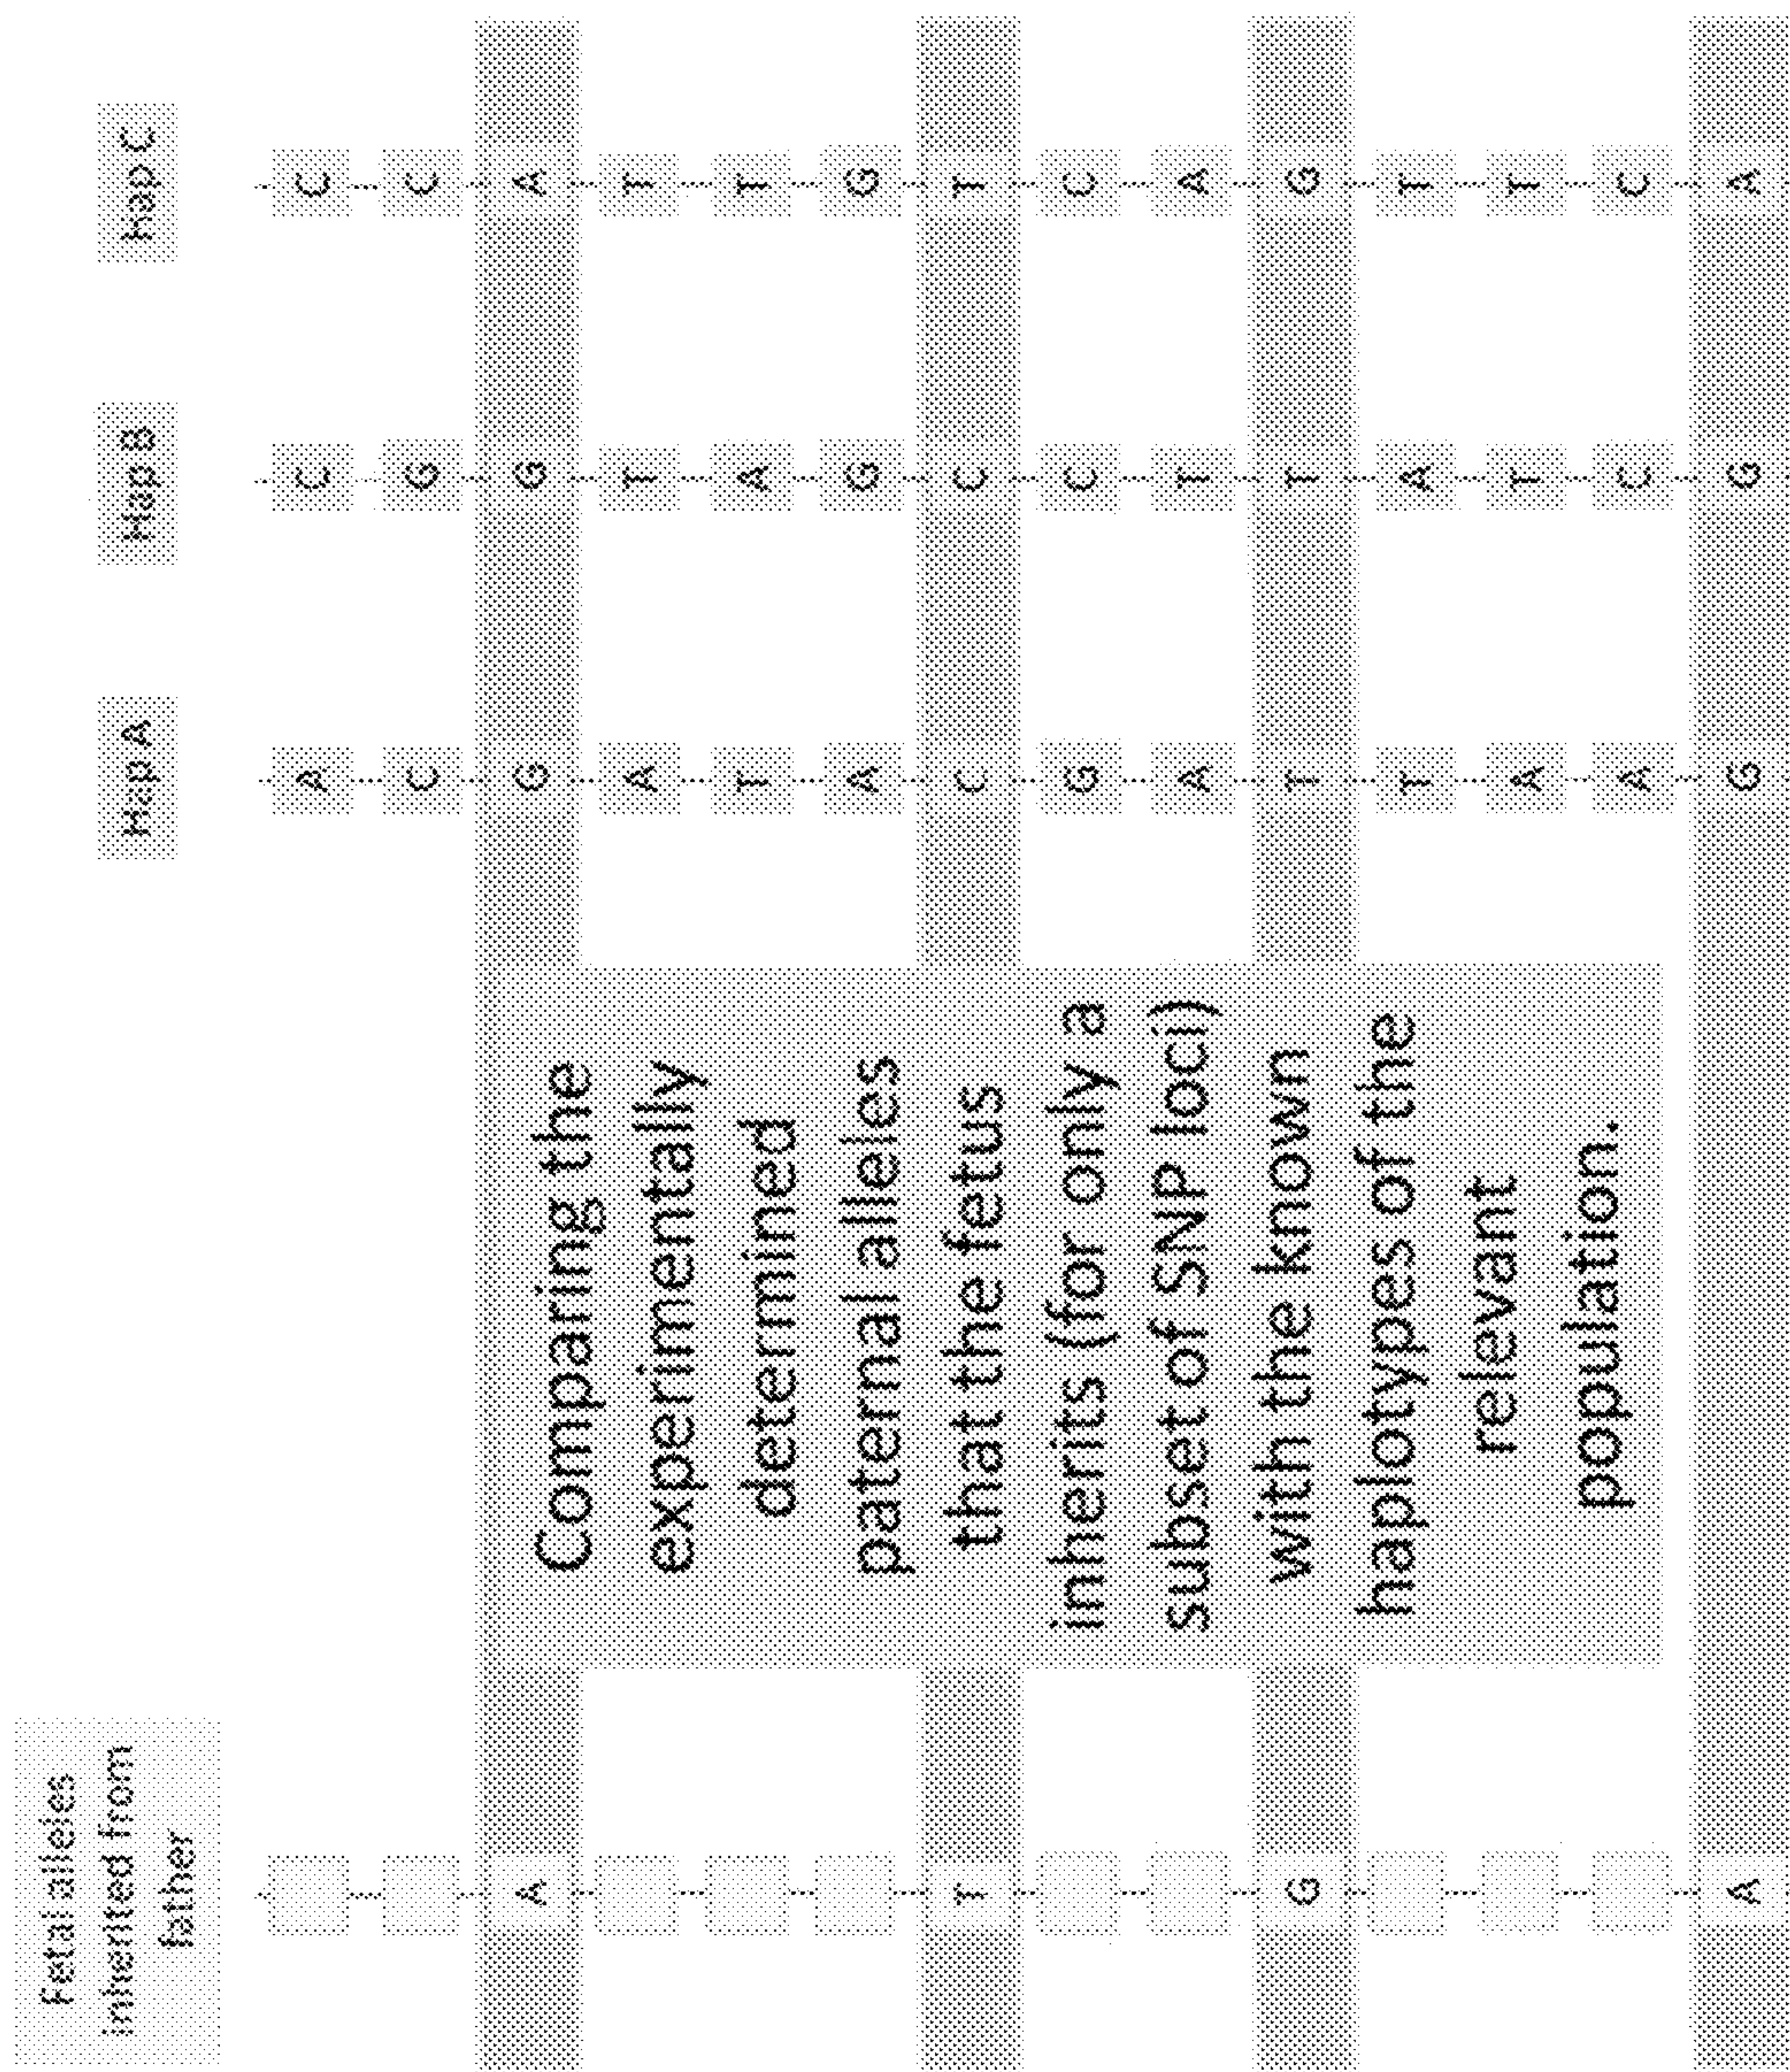 Fetal alleles
inherited from
father
A
T
G
A
Comparing the
experimentally
determined
paternal alleles
that the fetus
inherits (for only a
subset of SNP loci)
with the known
haplotypes of the
relevant
population.
Hap A
A
C
G
A
T
A
C
G
A
T
T
A
A
G
Hap B
C
G
G
T
A
G
C
C
T
T
A
T
C
G
Hap C
C
C
A
T
T
G
T
C
A
G
T
T
C
A